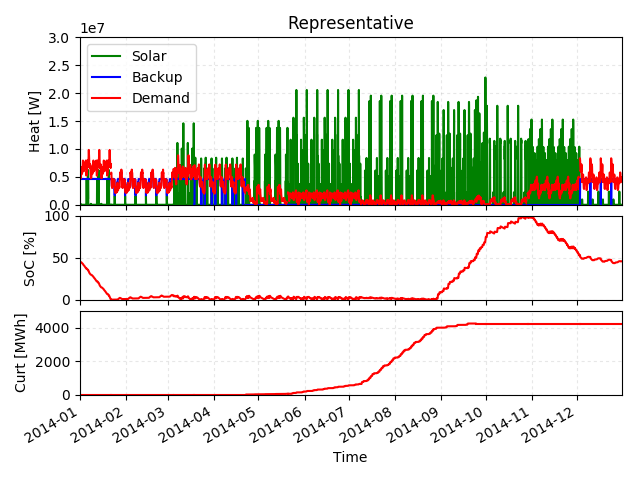 Representative
1e7
3.0
2.5
2.0
1.5
1.0
0.5
0.0
Heat [W]
Solar
Backup
Demand
100
50
0
SoC [%]
4000
2000
0
Curt [MWh]
2014-01
2014-02
2014-03
2014-04
2014-05
2014-06
2014-07
2014-08
2014-09
2014-10
2014-11
2014-12
Time